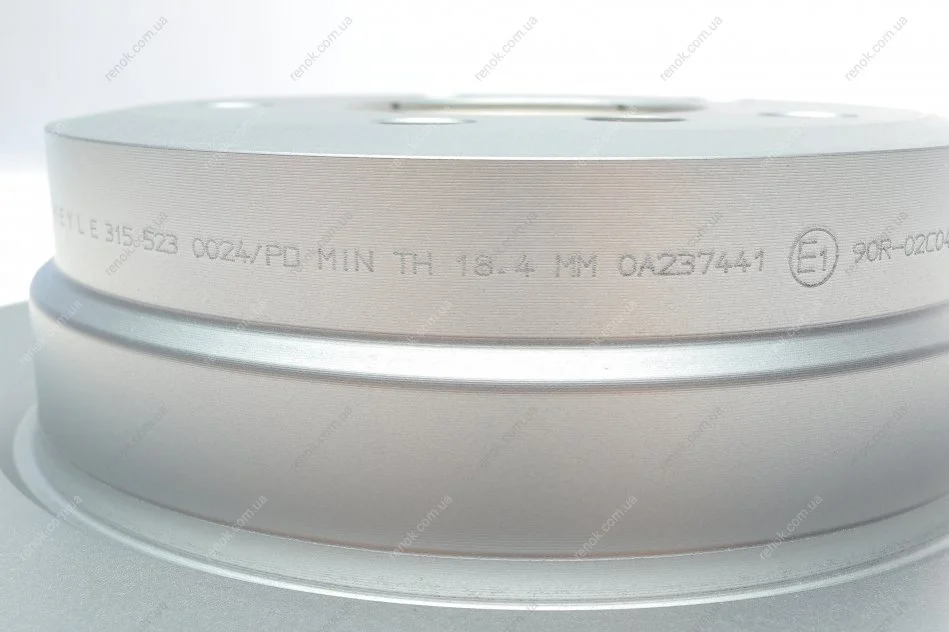 EYLE 315 523 0024/PD MIN TH 18.4 MM 0A237441 E1 90R-02C04
renok.com.ua